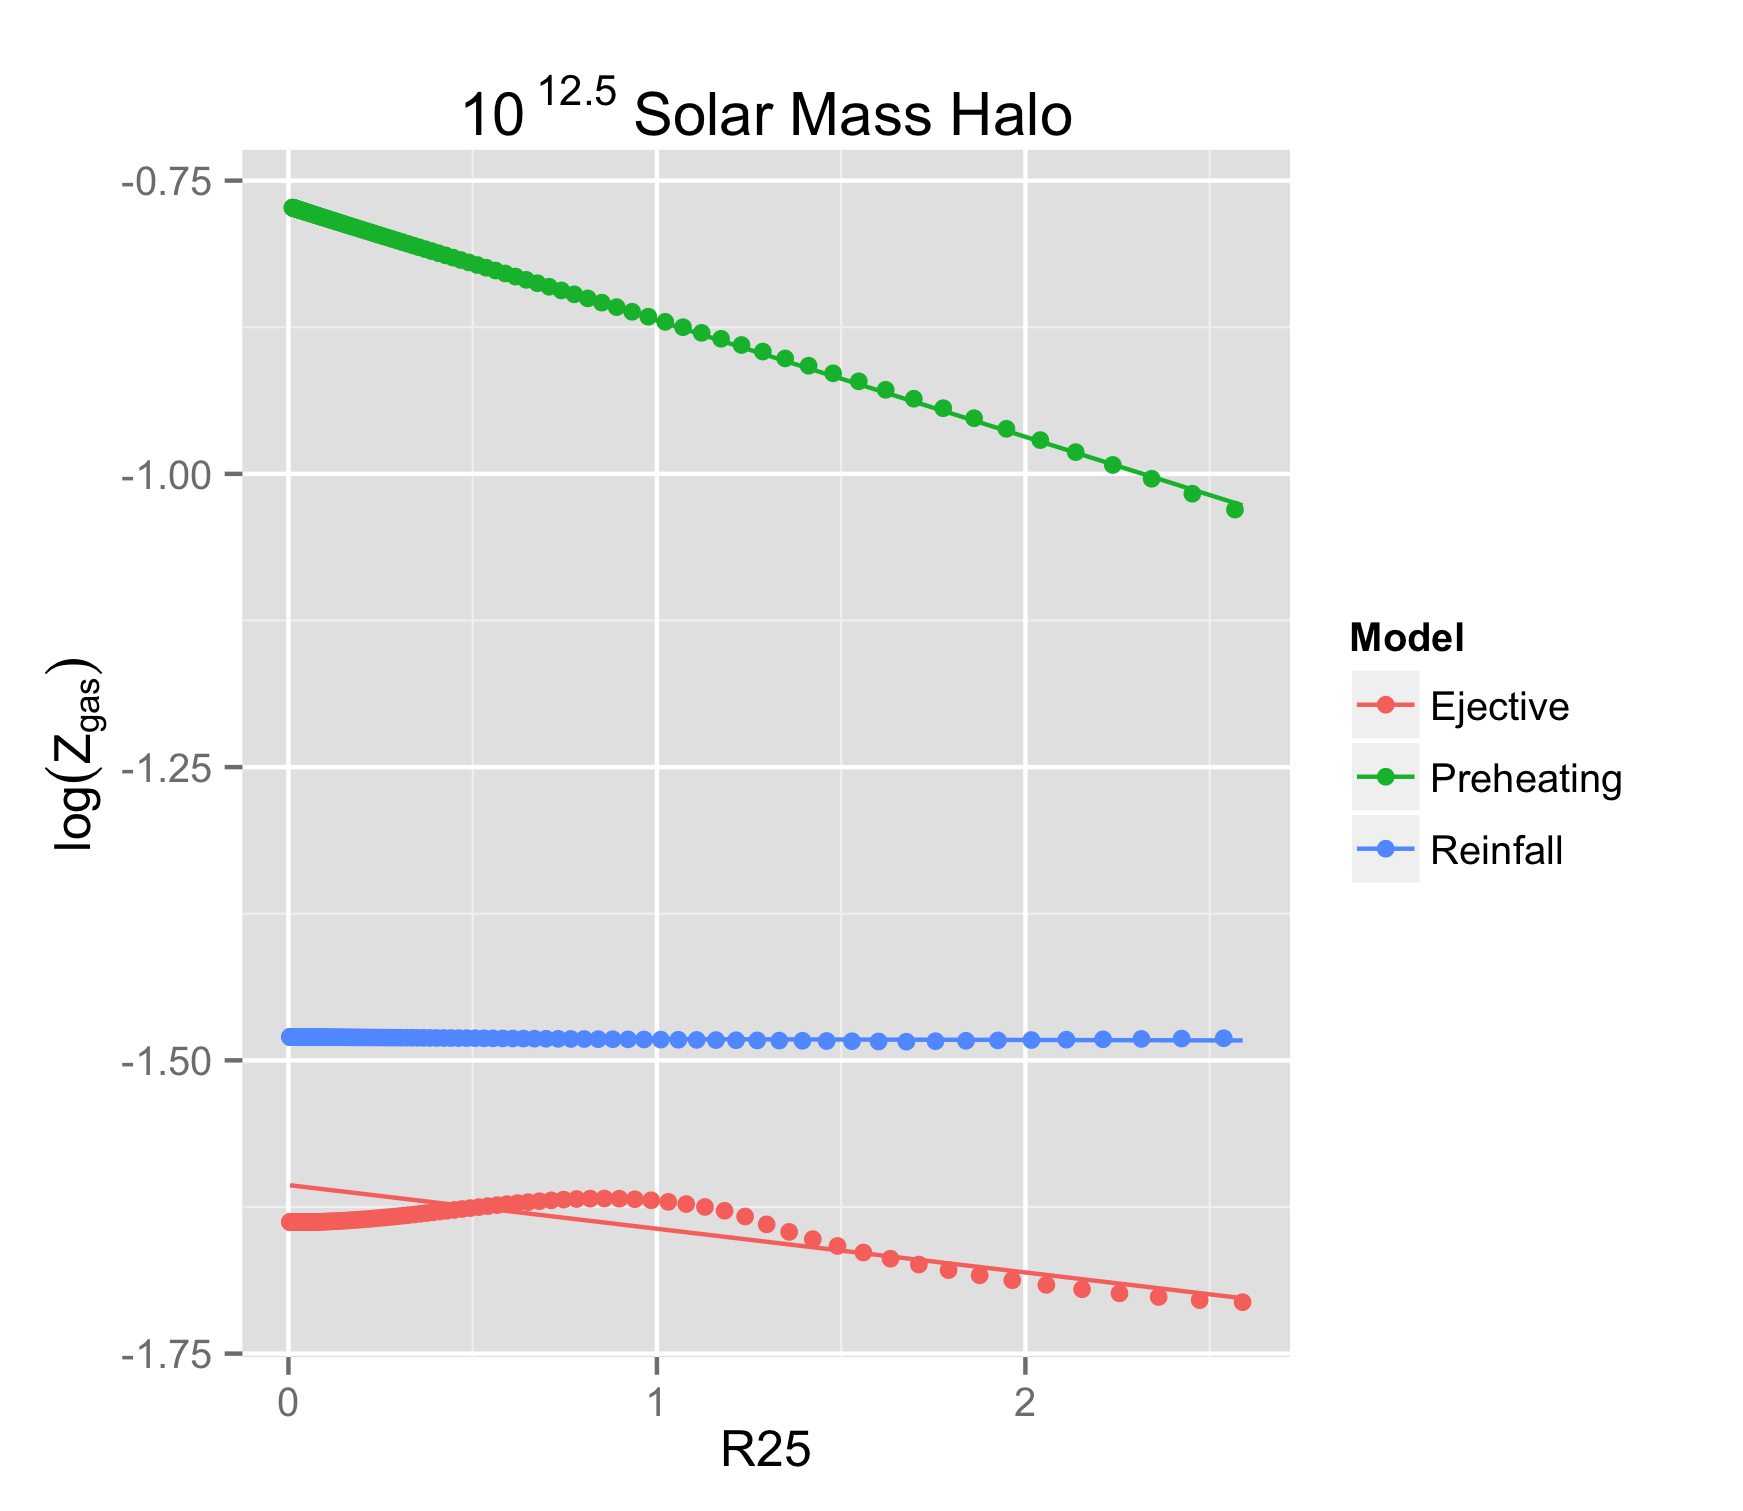 10 12.5 Solar Mass Halo
-0.75
-1.00
-1.25
-1.50
-1.75
log(Zgas)
0 1 2
R25
Model
Ejective
Preheating
Reinfall